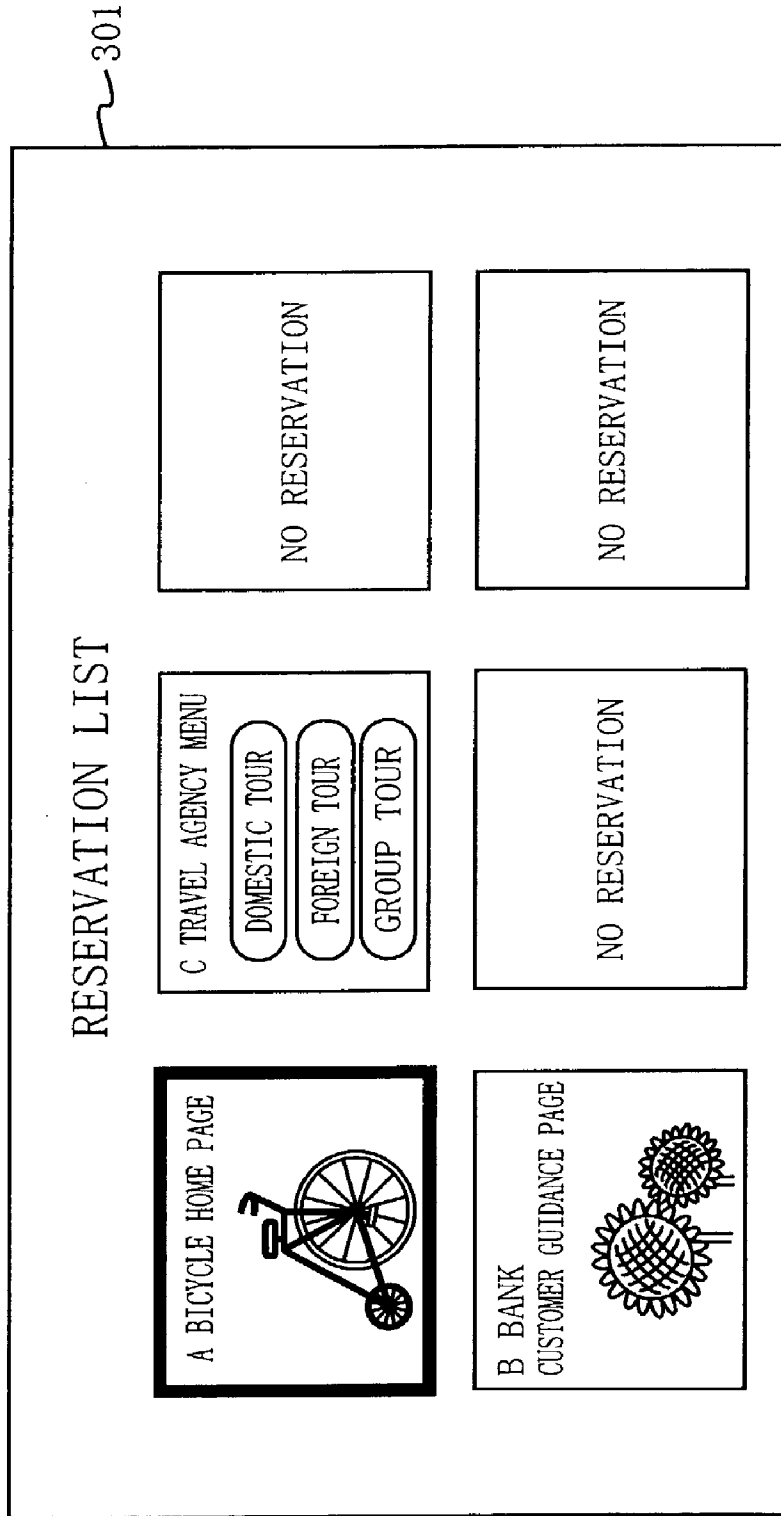 301
RESERVATION LIST
A BICYCLE HOME PAGE
C TRAVEL AGENCY MENU
DOMESTIC TOUR
FOREIGN TOUR
GROUP TOUR
NO RESERVATION
B BANK
CUSTOMER GUIDANCE PAGE
NO RESERVATION
NO RESERVATION